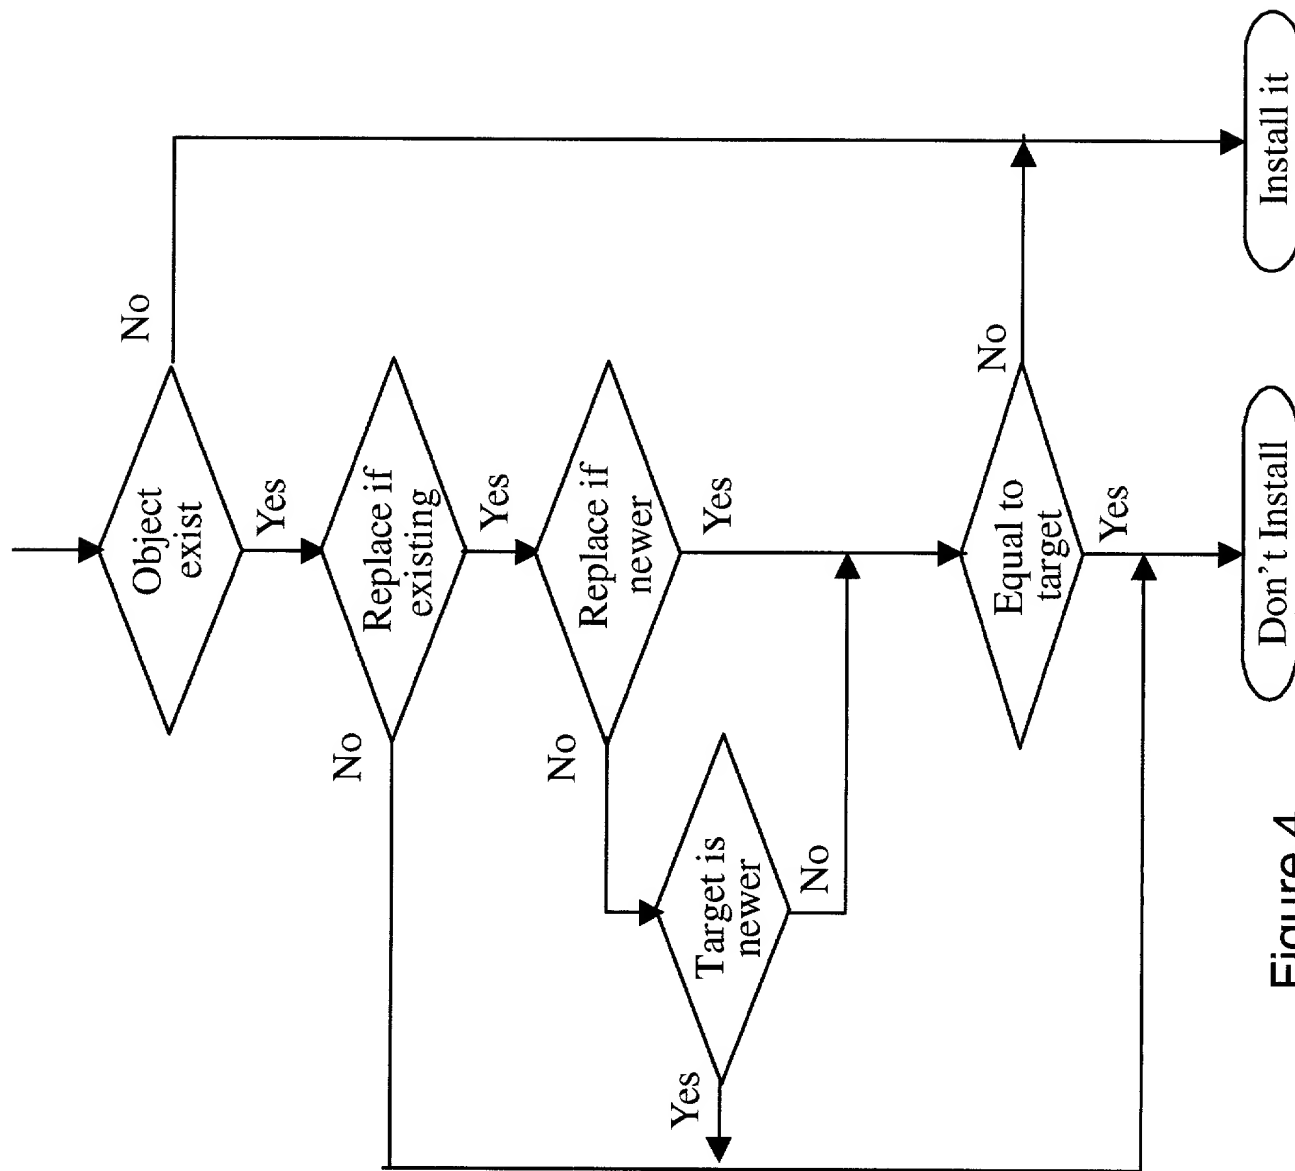 Object
exist
No
Yes
Replace if
existing
No
Yes
Replace if
newer
No
Yes
Target is
newer
Yes
No
Equal to
target
No
Yes
Don't Install
Install it
Figure 4